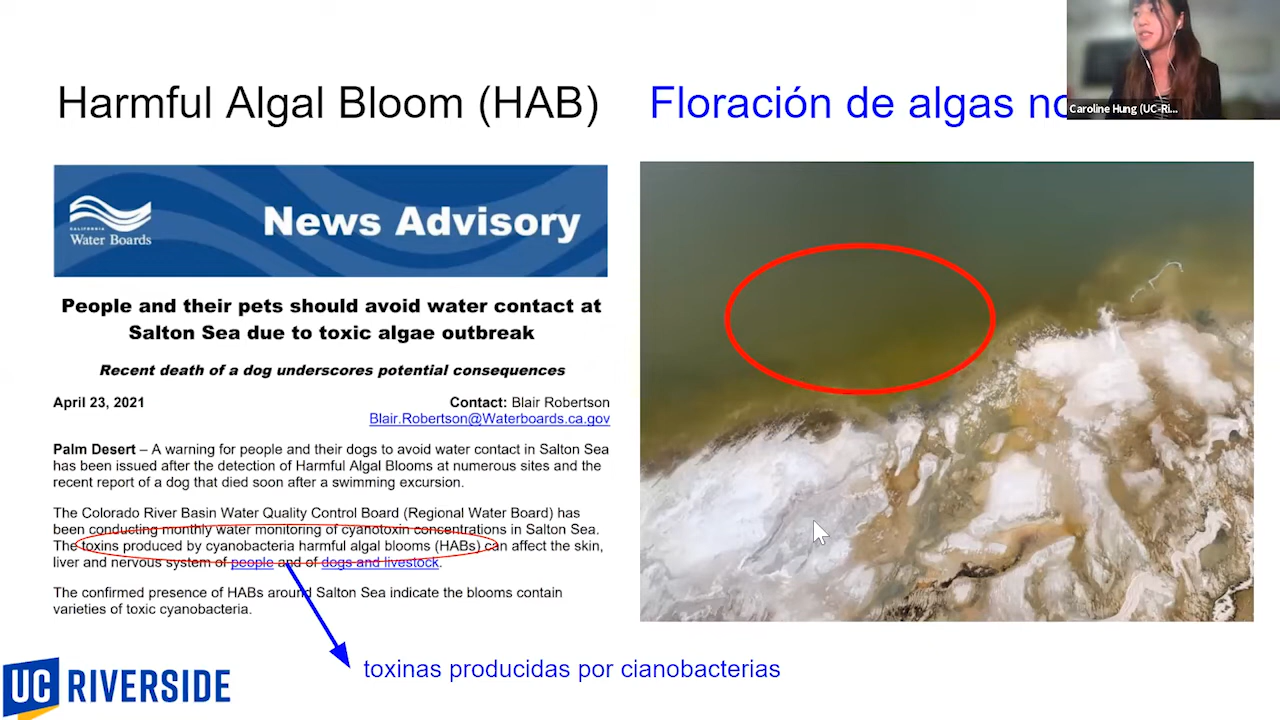 Harmful Algal Bloom (HAB)
Floración de algas
Caroline Hung (UC-Ri...
CALIFORNIA
Water Boards
News Advisory
People and their pets should avoid water contact at
Salton Sea due to toxic algae outbreak
Recent death of a dog underscores potential consequences
April 23, 2021
Contact: Blair Robertson
Blair.Robertson@Waterboards.ca.gov
Palm Desert – A warning for people and their dogs to avoid water contact in Salton Sea
has been issued after the detection of Harmful Algal Blooms at numerous sites and the
recent report of a dog that died soon after a swimming excursion.
The Colorado River Basin Water Quality Control Board (Regional Water Board) has
been conducting monthly water monitoring of cyanotoxin concentrations in Salton Sea.
The toxins produced by cyanobacteria harmful algal blooms (HABs) can affect the skin,
liver and nervous system of people and of dogs and livestock.
The confirmed presence of HABs around Salton Sea indicate the blooms contain
varieties of toxic cyanobacteria.
toxinas producidas por cianobacterias
UC RIVERSIDE